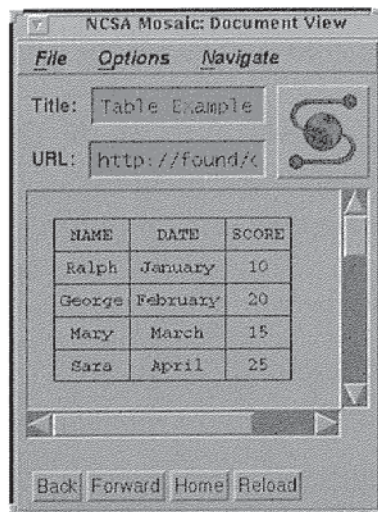 NCSA Mosaic: Document View
File Options Navigate
Title: Table Example
URL: http://found/
NAME DATE SCORE
Ralph January 10
George February 20
Mary March 15
Sara April 25
Back Forward Home Reload